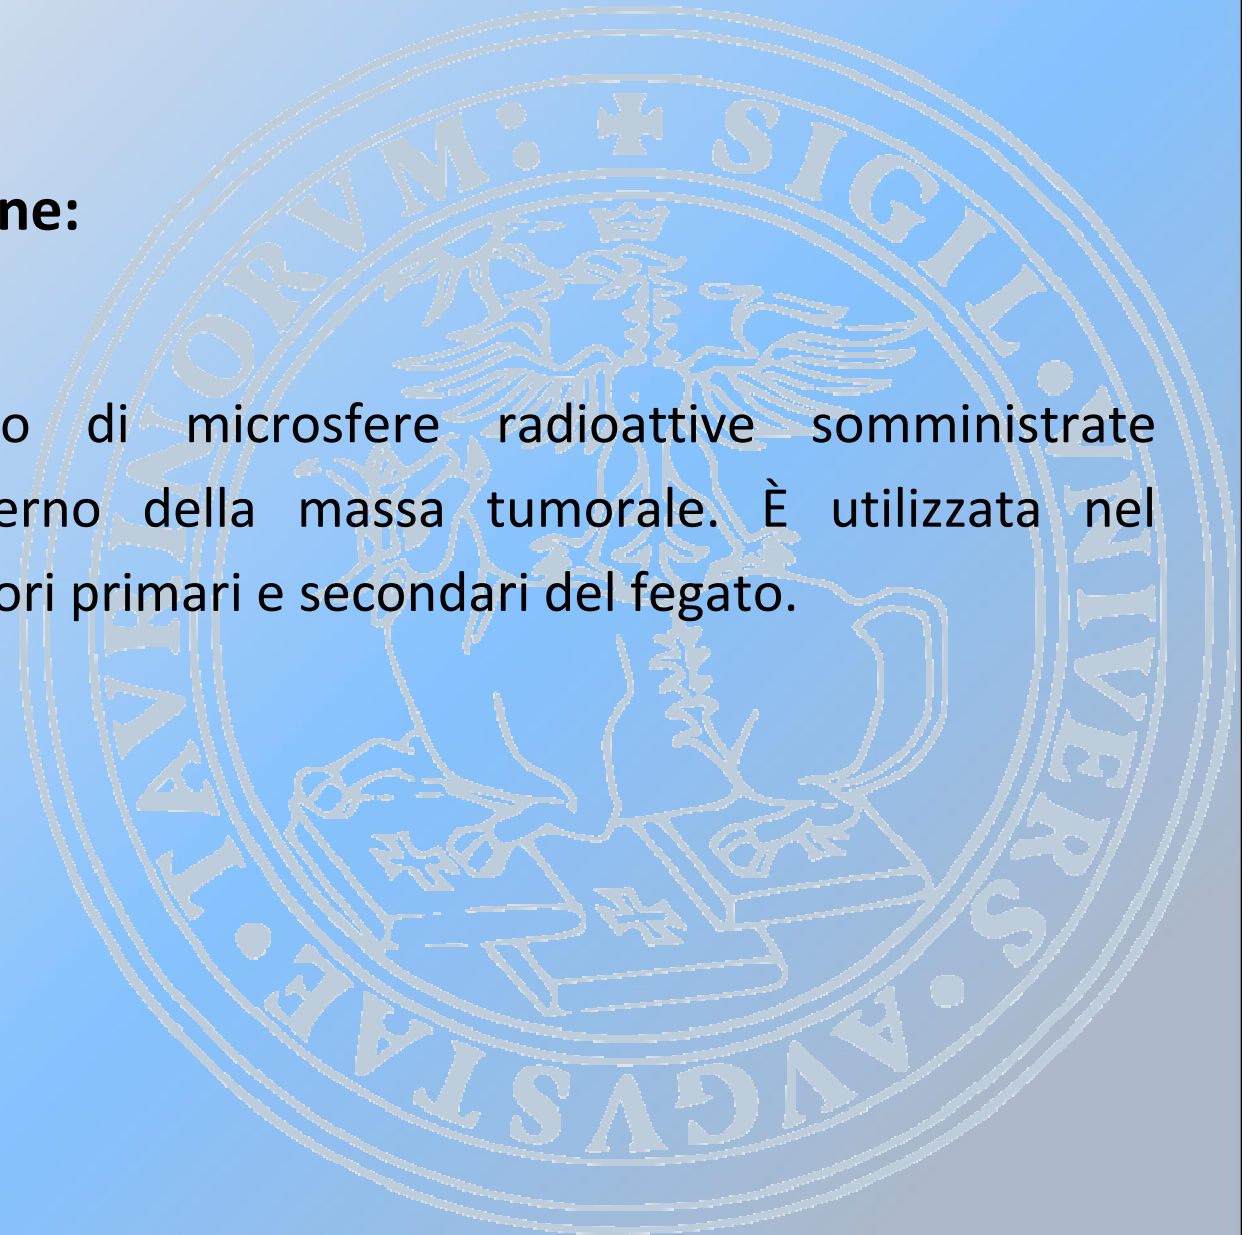 ne:
o di microsfere radioattive somministrate
erno della massa tumorale. È utilizzata nel
ori primari e secondari del fegato.
SIGIL • VNIVERS • AVGVSTAE • TAVRINORVM: